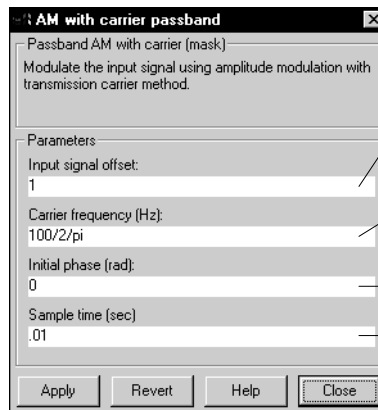 AM with carrier passband
Passband AM with carrier (mask)
Modulate the input signal using amplitude modulation with
transmission carrier method.
Parameters
Input signal offset:
1
Carrier frequency (Hz):
100/2/pi
Initial phase (rad):
0
Sample time (sec)
.01
Apply Revert Help Close